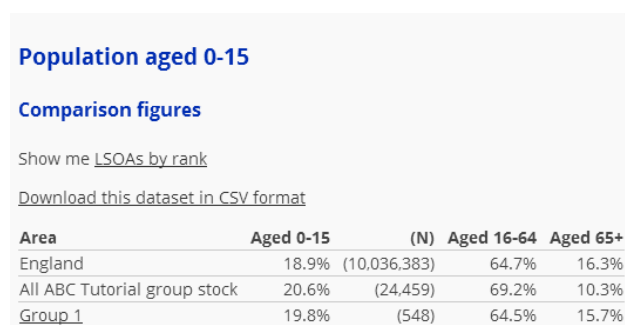 Population aged 0-15
Comparison figures
Show me LSOAs by rank
Download this dataset in CSV format
Area Aged 0-15 (N) Aged 16-64 Aged 65+
England 18.9% (10,036,383) 64.7% 16.3%
All ABC Tutorial group stock 20.6% (24,459) 69.2% 10.3%
Group 1 19.8% (548) 64.5% 15.7%